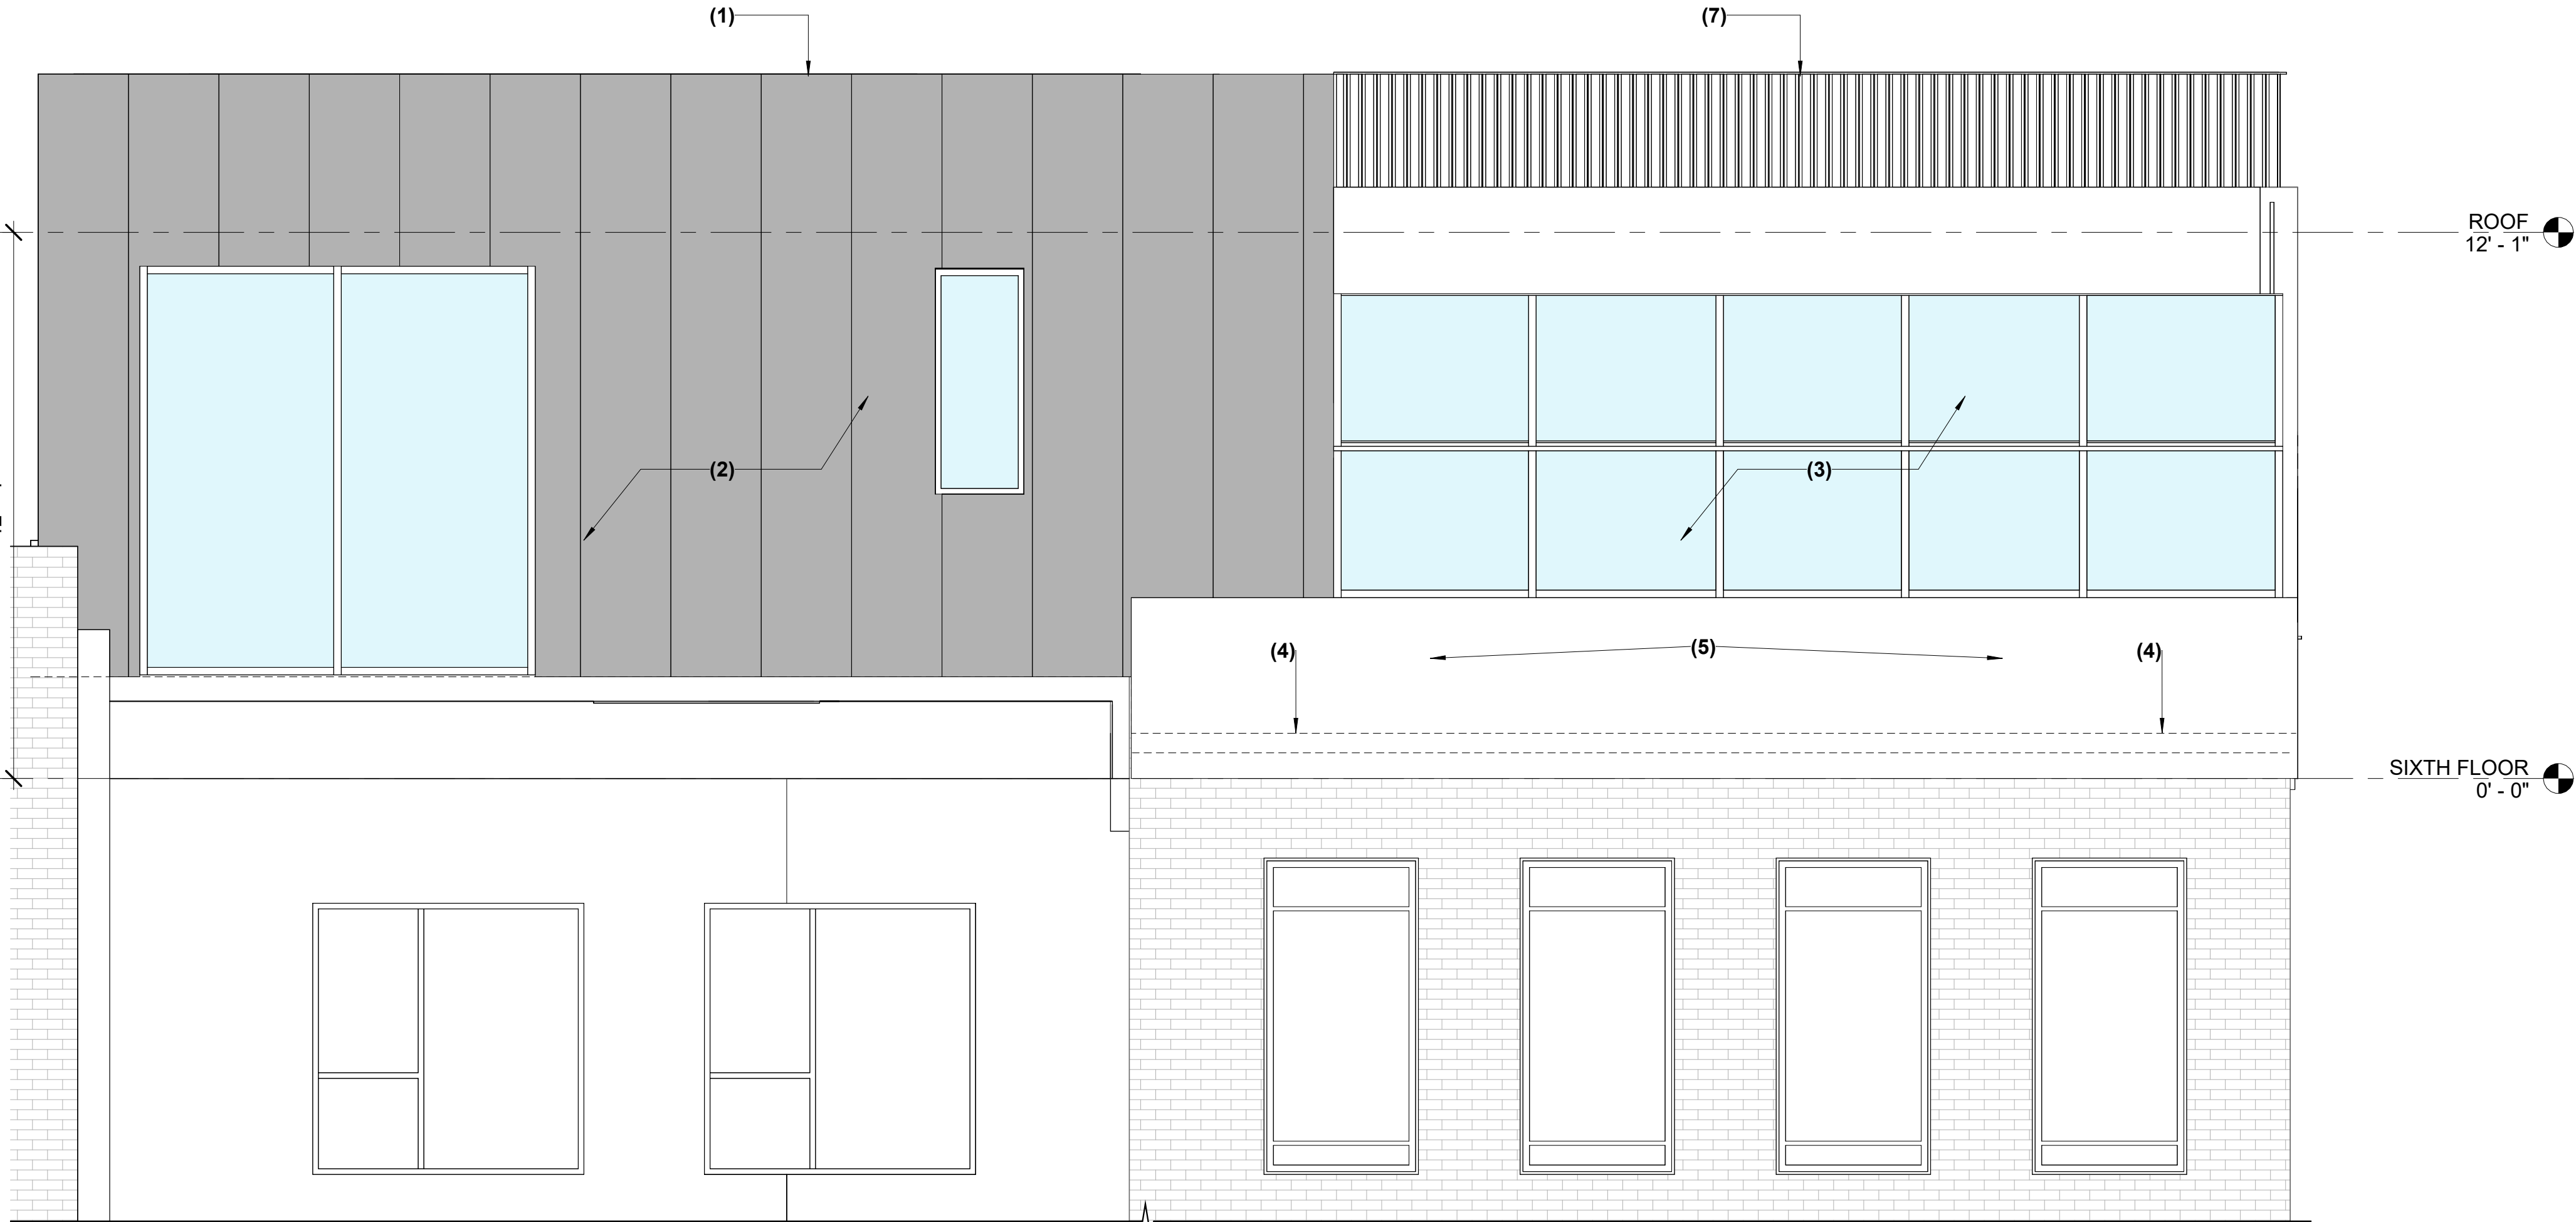 (1)
(7)
ROOF
12' - 1"
(2)
(3)
(4)
(5)
(4)
SIXTH FLOOR
0' - 0"